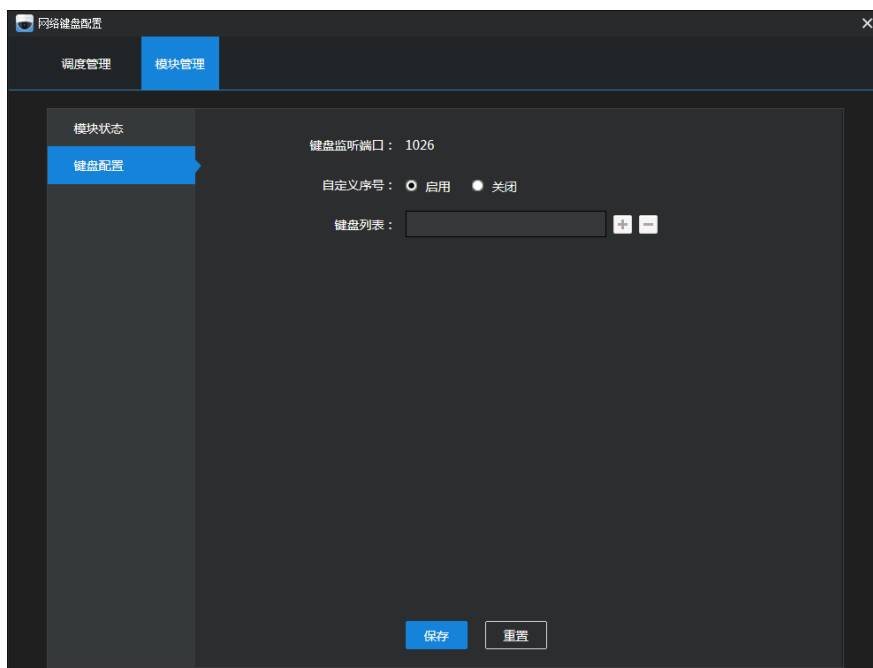 网络键盘配置
调度管理 模块管理
模块状态
键盘配置
键盘监听端口： 1026
自定义序号： 启用 关闭
键盘列表：
保存 重置